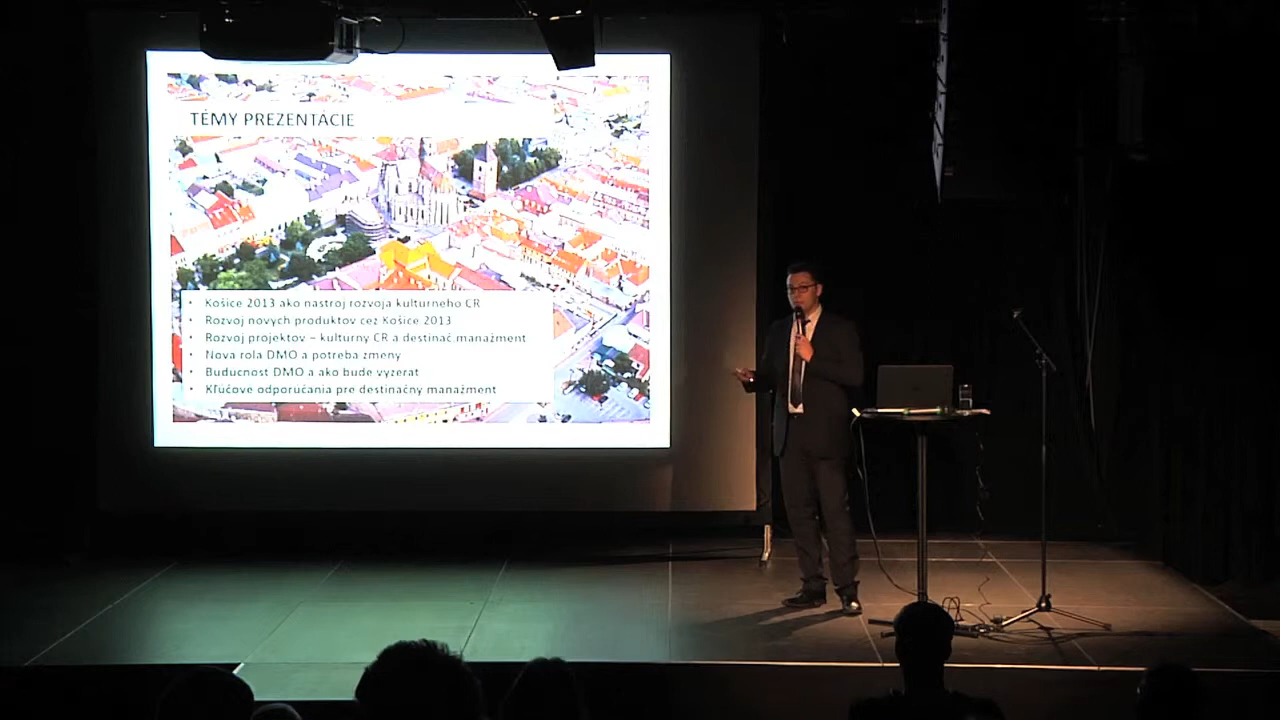 TÉMY PREZENTÁCIE
• Košice 2013 ako nástroj rozvoja kultúrneho CR
• Rozvoj nových produktov cez Košice 2013
• Rozvoj projektov – kultúrny CR a destinač.manažment
• Nová rola DMO a potreba zmeny
• Budúcnosť DMO a ako bude vyzerať
• Kľúčové odporúčania pre destinačný manažment